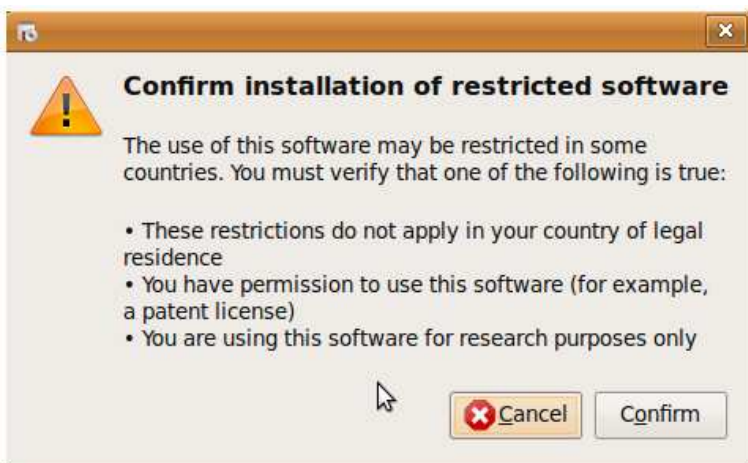 Confirm installation of restricted software
The use of this software may be restricted in some
countries. You must verify that one of the following is true:
• These restrictions do not apply in your country of legal
residence
• You have permission to use this software (for example,
a patent license)
• You are using this software for research purposes only
Cancel
Confirm